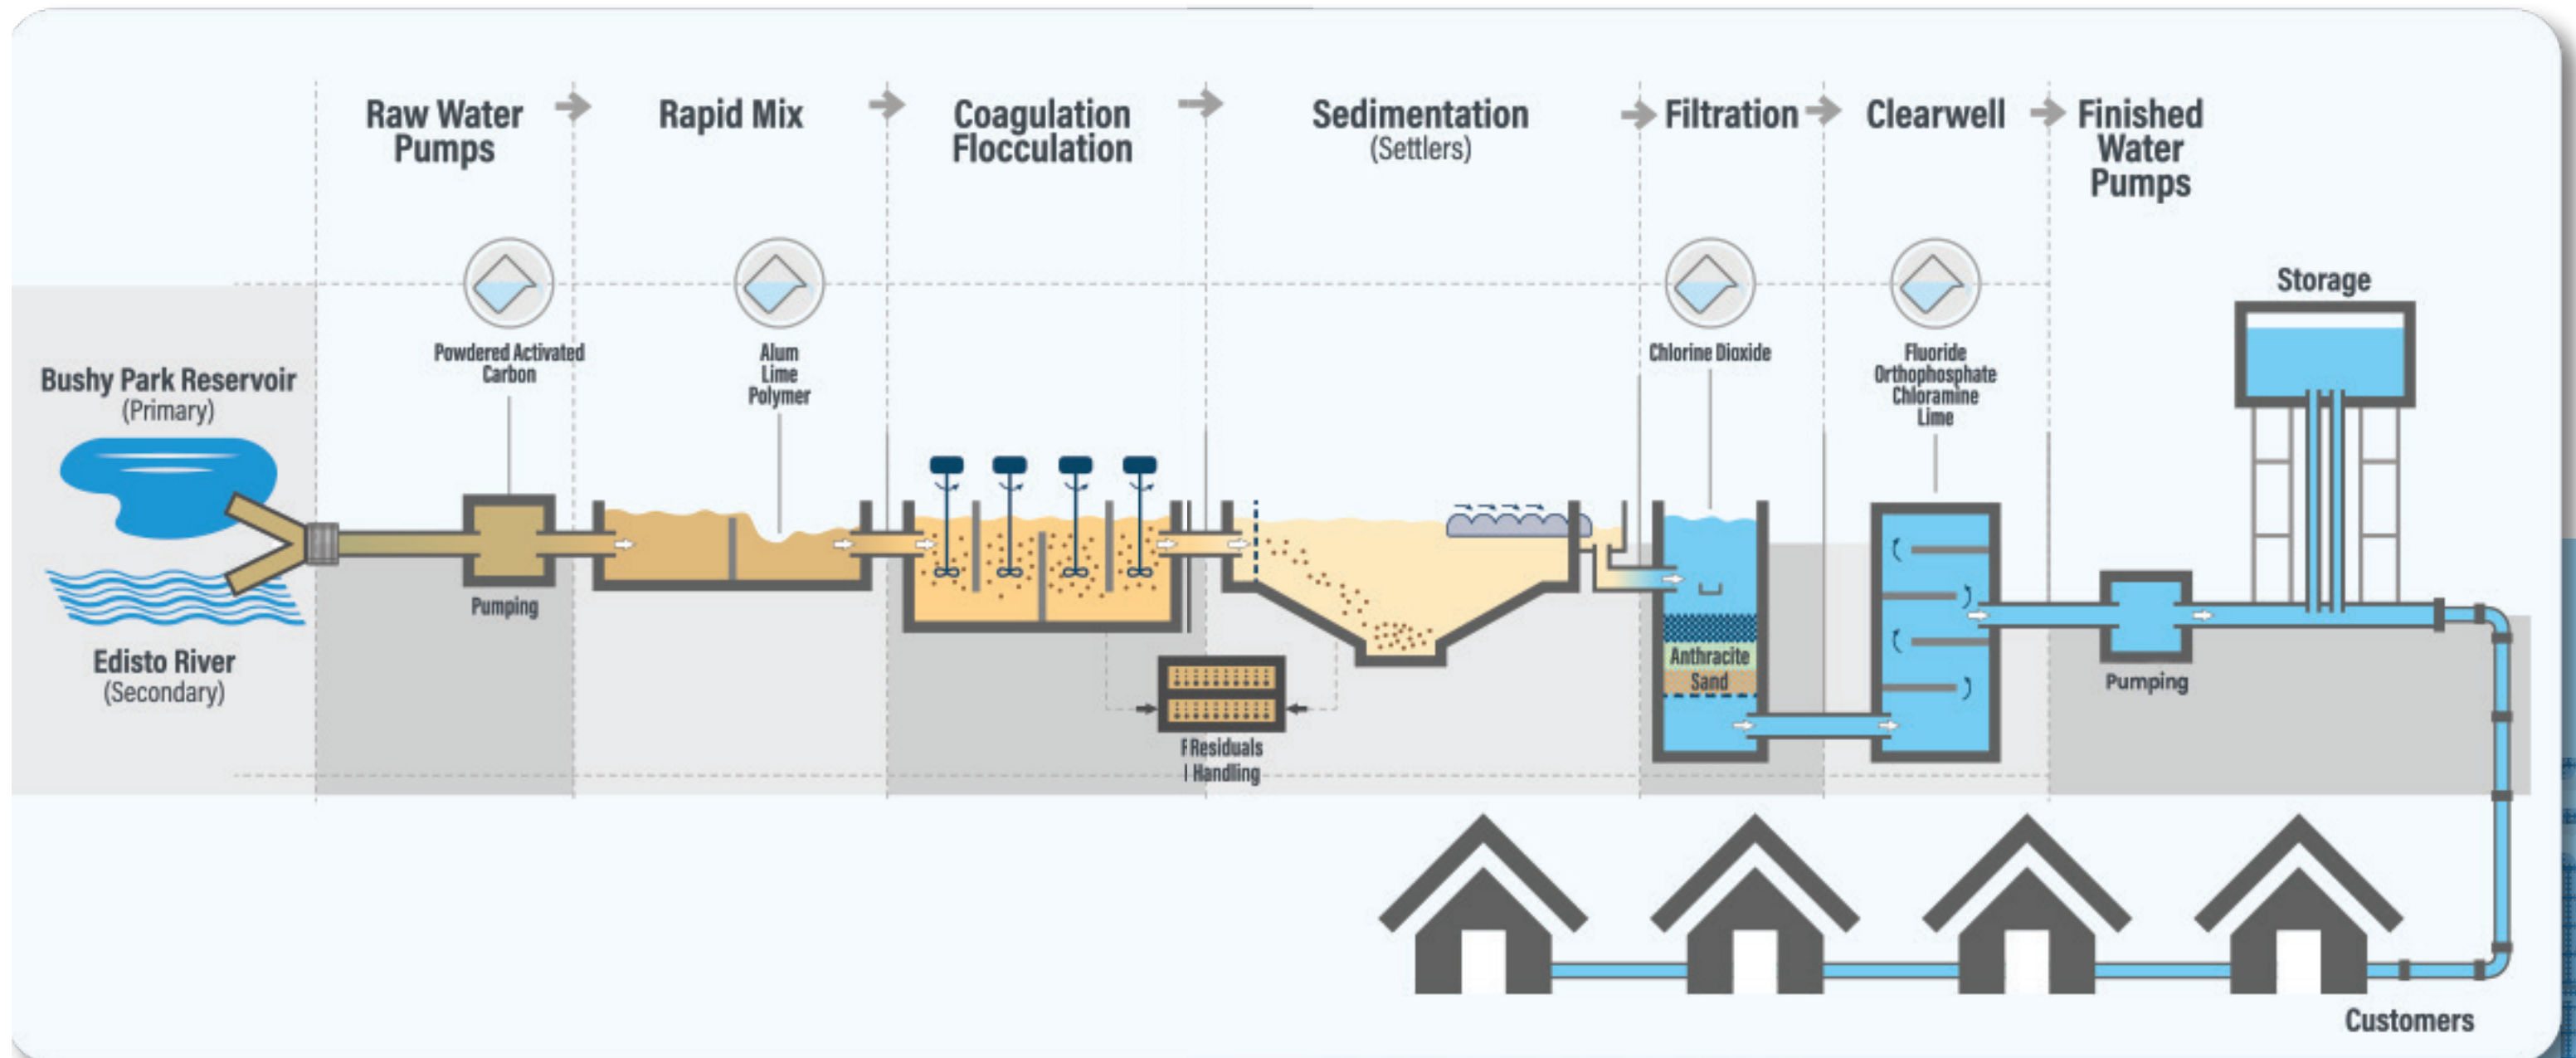 Raw Water
Pumps
Rapid Mix
Coagulation
Flocculation
Sedimentation
(Settlers)
Filtration
Clearwell
Finished
Water
Pumps
Powdered Activated
Carbon
Alum
Lime
Polymer
Chlorine Dioxide
Fluoride
Orthophosphate
Chloramine
Lime
Storage
Bushy Park Reservoir
(Primary)
Edisto River
(Secondary)
Pumping
Anthracite
Sand
Residuals
Handling
Pumping
Customers